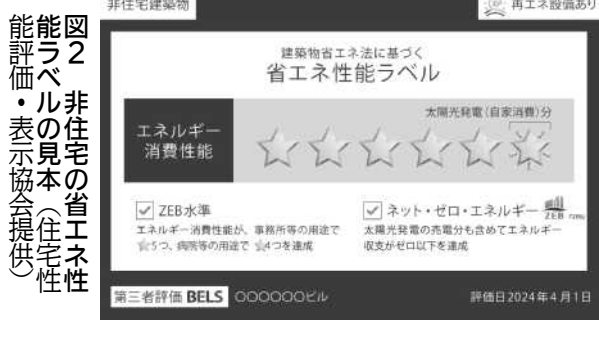 図2 非住宅の省エネ性
能ラベルの見本(住宅性
能評価・表示協会提供)
非住宅建築物
再エネ設備あり
建築物省エネ法に基づく
省エネ性能ラベル
エネルギー
消費性能
太陽光発電(自家消費)分
ZEB水準
エネルギー消費性能が、事務所等の用途で
☆5つ、病院等の用途で ☆4つを達成
ネット・ゼロ・エネルギー
太陽光発電の売電分も含めてエネルギー
収支がゼロ以下を達成
第三者評価 BELS 〇〇〇〇〇〇ビル
評価日2024年4月1日